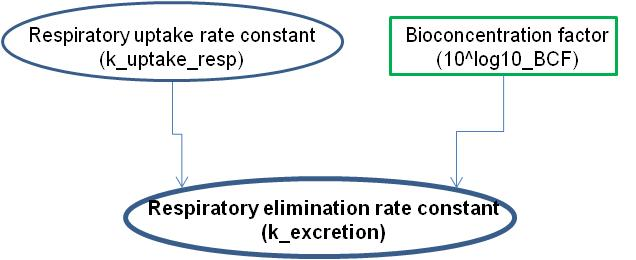 Respiratory uptake rate constant
(k_uptake_resp)
Bioconcentration factor
(10^log10_BCF)
Respiratory elimination rate constant
(k_excretion)